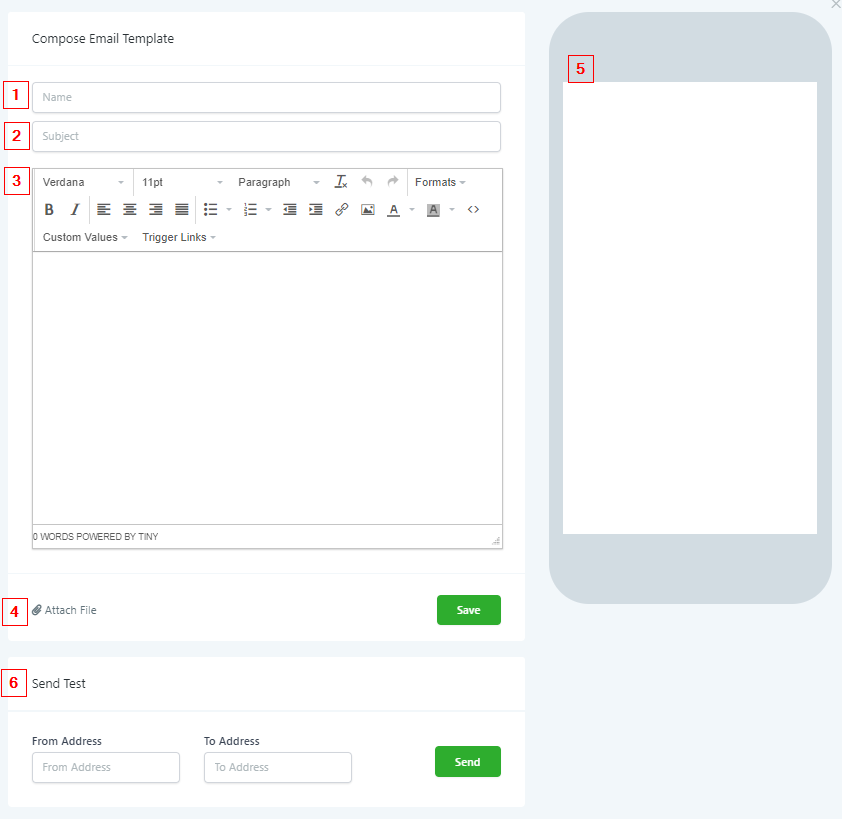 Compose Email Template
1 Name
2 Subject
3 Verdana 11pt Paragraph Formats
B I A A
Custom Values Trigger Links
0 WORDS POWERED BY TINY
4 Attach File Save
5
6 Send Test
From Address To Address
From Address To Address Send